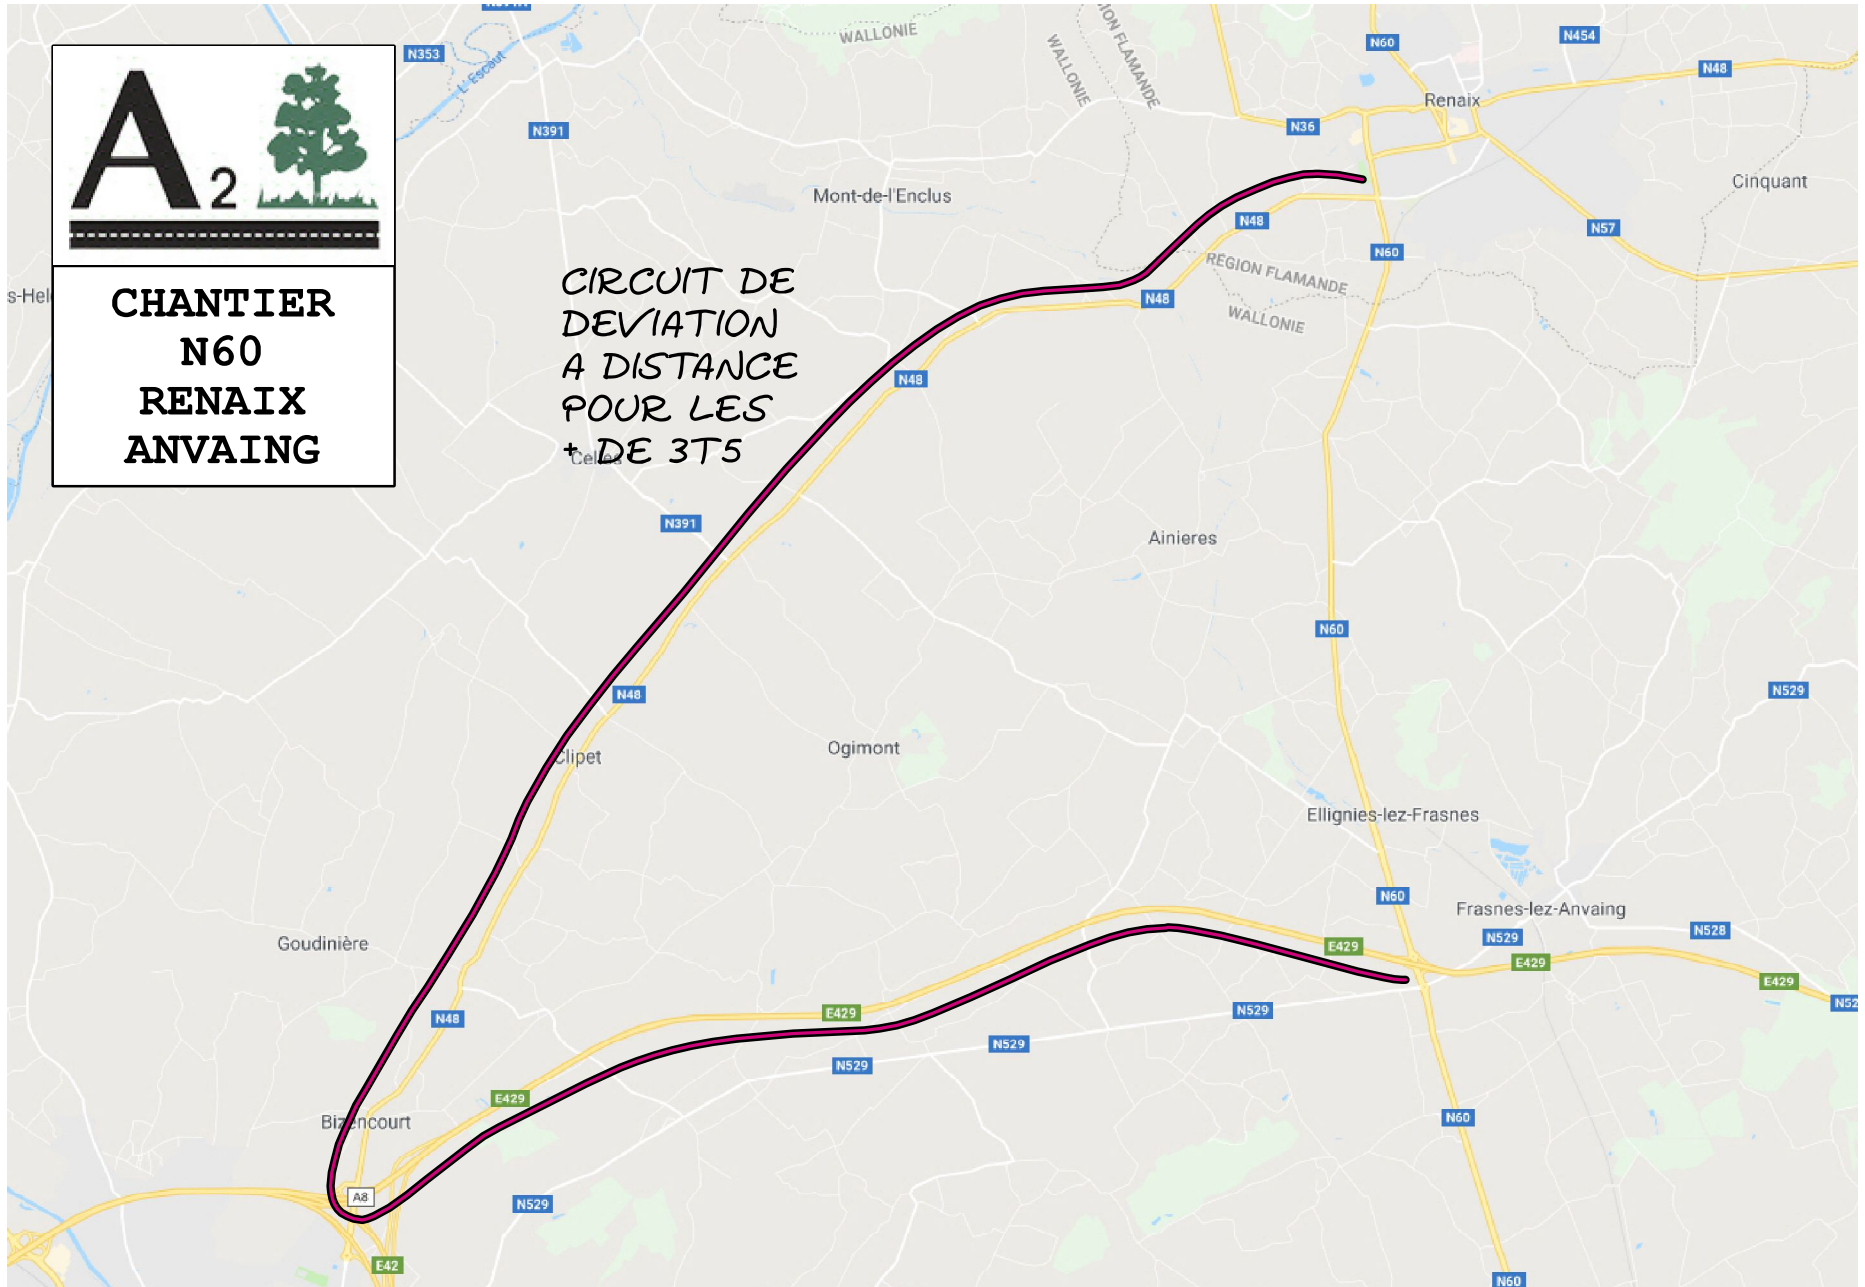 N353
L'Escaut
N391
WALLONIE
WALLONIE
N60
N454
N48
Renaix
N36
Cinquant
A2
CHANTIER
N60
RENAIX
ANVAING
CIRCUIT DE
DEVIATION
A DISTANCE
POUR LES
+ DE 3T5
Celles
Mont-de-l'Enclus
N48
N60
N57
RÉGION FLAMANDE
WALLONIE
N48
N48
N391
Ainieres
N60
N48
N529
Clipet
Ogimont
Ellignies-lez-Frasnes
N60
Frasnes-lez-Anvaing
N529
N528
Goudinière
E429
E429
E429
N48
E429
N529
N529
N529
E429
Bizencourt
N60
A8
N529
E42
N60